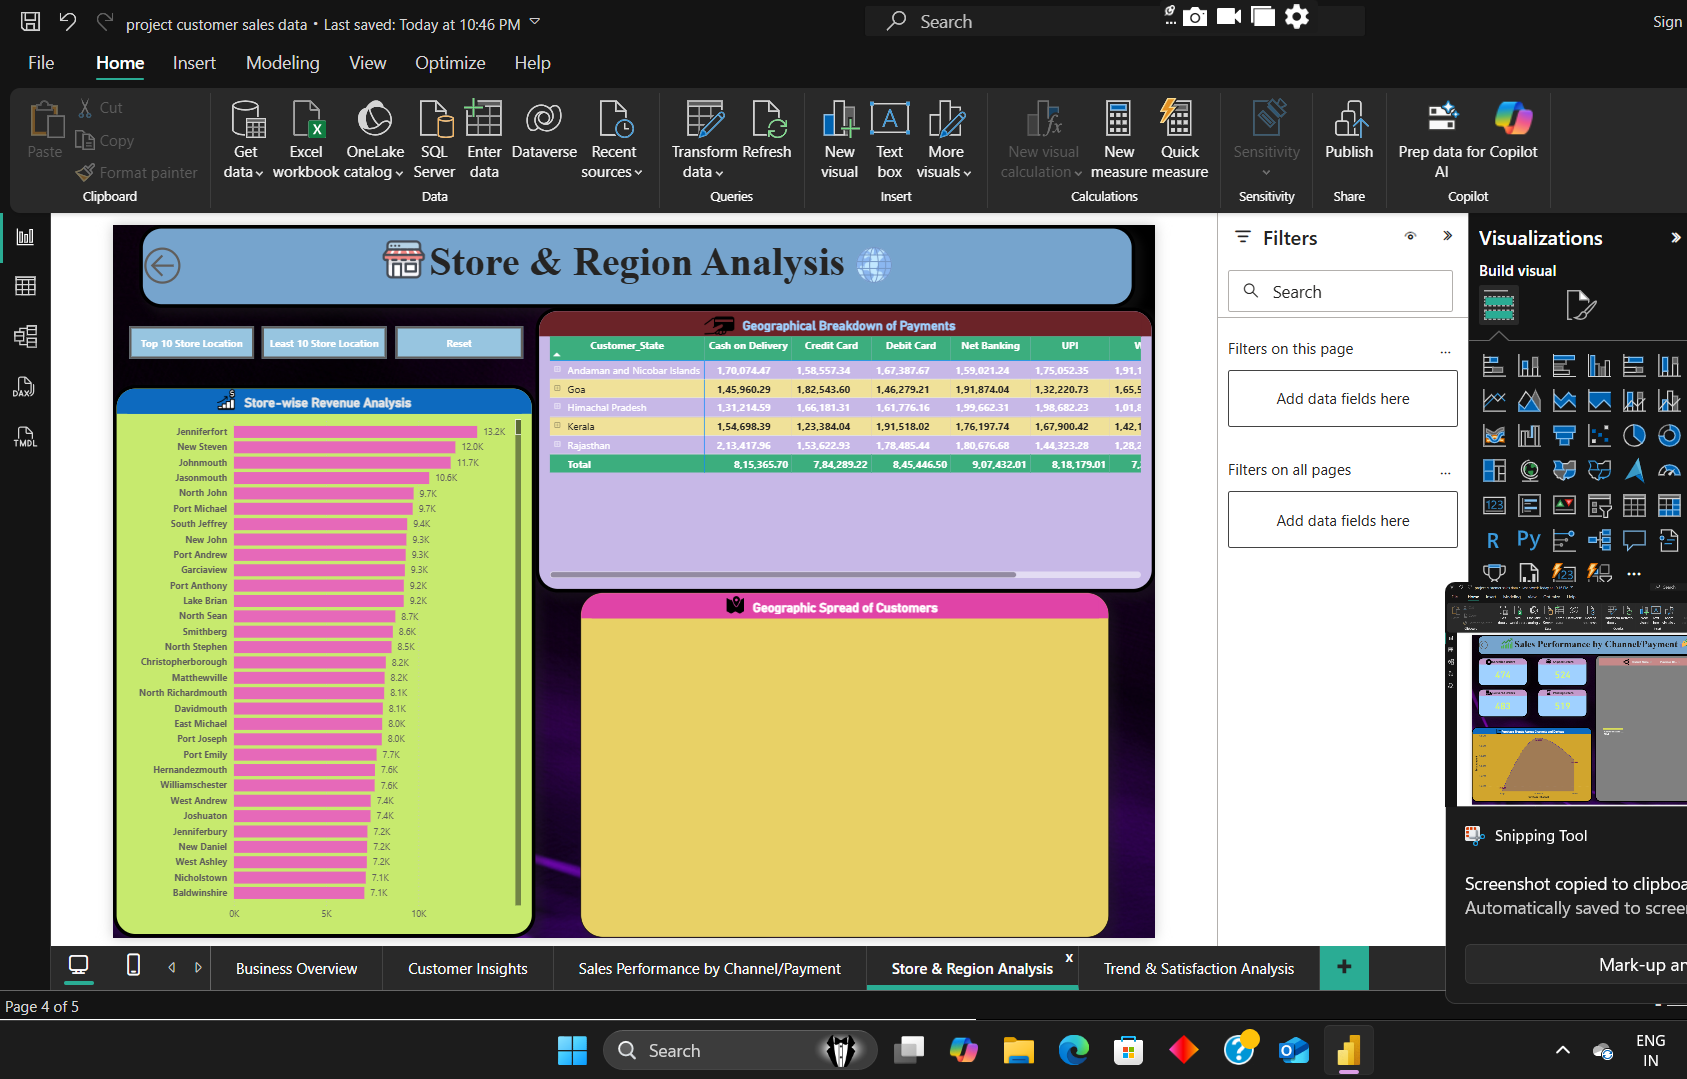 project customer sales data • Last saved: Today at 10:46 PM
Search
Sign
File Home Insert Modeling View Optimize Help
Paste
Cut
Copy
Format painter
Clipboard
Get data
Excel workbook
OneLake catalog
SQL Server
Enter data
Dataverse
Recent sources
Data
Transform data
Refresh
Queries
New visual
Text box
More visuals
Insert
New visual calculation
New measure
Quick measure
Calculations
Sensitivity
Sensitivity
Publish
Share
Prep data for AI
Copilot
Copilot
Store & Region Analysis
Top 10 Store Location
Least 10 Store Location
Reset
Store-wise Revenue Analysis
Jenniferfort 13.2K
New Steven 12.0K
Johnmouth 11.7K
Jasonmouth 10.6K
North John 9.7K
Port Michael 9.7K
South Jeffrey 9.4K
New John 9.3K
Port Andrew 9.3K
Garciaview 9.3K
Port Anthony 9.2K
Lake Brian 9.2K
North Sean 8.7K
Smithberg 8.6K
North Stephen 8.5K
Christopherborough 8.2K
Matthewville 8.2K
North Richardmouth 8.1K
Davidmouth 8.1K
East Michael 8.0K
Port Joseph 8.0K
Port Emily 7.7K
Hernandezmouth 7.6K
Williamschester 7.6K
West Andrew 7.4K
Joshuaton 7.4K
Jenniferbury 7.2K
New Daniel 7.2K
West Ashley 7.2K
Nicholstown 7.1K
Baldwinshire 7.1K
0K 5K 10K
Geographical Breakdown of Payments
Customer_State Cash on Delivery Credit Card Debit Card Net Banking UPI W
Andaman and Nicobar Islands 1,70,074.47 1,58,557.34 1,67,387.67 1,59,021.24 1,75,052.35 1,91,1
Goa 1,45,960.29 1,82,543.60 1,46,279.21 1,91,874.04 1,32,220.73 1,65,5
Himachal Pradesh 1,31,214.59 1,66,181.31 1,61,776.16 1,99,662.31 1,98,682.23 1,01,8
Kerala 1,54,698.39 1,23,384.04 1,91,518.02 1,76,197.74 1,67,900.42 1,42,1
Rajasthan 2,13,417.96 1,53,622.93 1,78,485.44 1,80,676.68 1,44,323.28 1,28,2
Total 8,15,365.70 7,84,289.22 8,45,446.50 9,07,432.01 8,18,179.01 7,
Geographic Spread of Customers
Filters
Search
Filters on this page ...
Add data fields here
Filters on all pages ...
Add data fields here
Visualizations
Build visual
R Py
Sales Performance by Channel/Payment
Snipping Tool
Screenshot copied to clipboa
Automatically saved to scree
Mark-up an
DAX
TMDL
Business Overview
Customer Insights
Sales Performance by Channel/Payment
Store & Region Analysis x
Trend & Satisfaction Analysis
+
Page 4 of 5
Search
ENG
IN